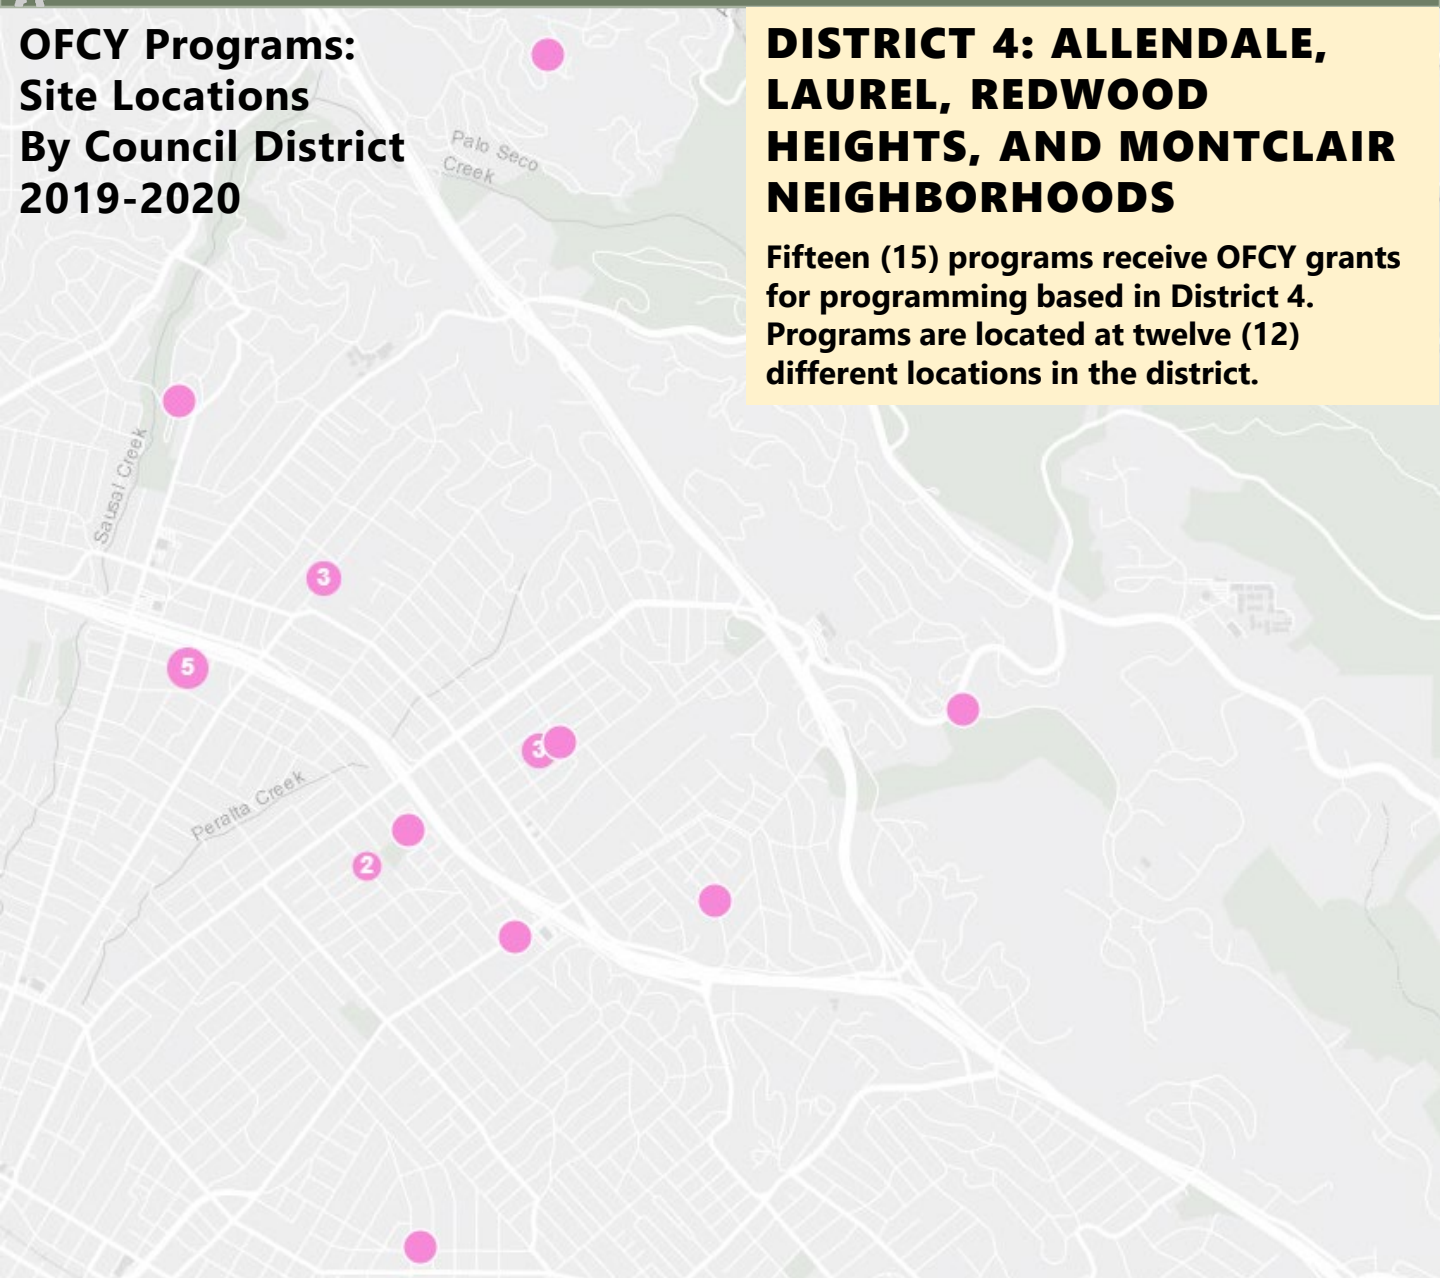 OFCY Programs:
Site Locations
By Council District
2019-2020
DISTRICT 4: ALLENDALE,
LAUREL, REDWOOD
HEIGHTS, AND MONTCLAIR
NEIGHBORHOODS
Fifteen (15) programs receive OFCY grants
for programming based in District 4.
Programs are located at twelve (12)
different locations in the district.
Palo Seco
Creek
Sausal Creek
3
5
3
Peralta Creek
2